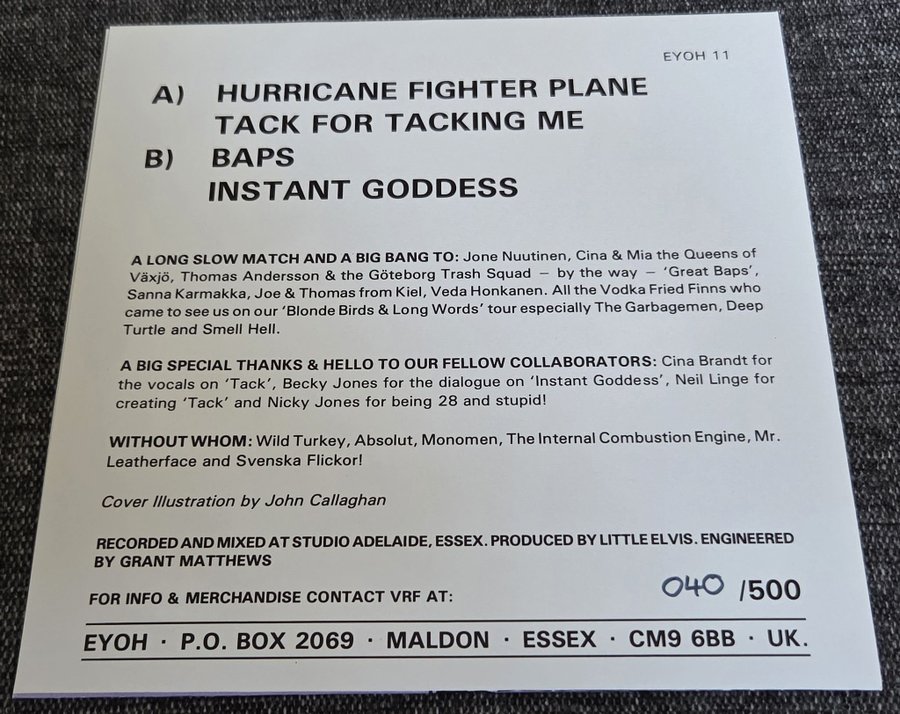 EYOH 11
A) HURRICANE FIGHTER PLANE
TACK FOR TACKING ME
B) BAPS
INSTANT GODDESS
A LONG SLOW MATCH AND A BIG BANG TO: Jone Nuutinen, Cina & Mia the Queens of
Växjö, Thomas Andersson & the Göteborg Trash Squad – by the way – 'Great Baps',
Sanna Karmakka, Joe & Thomas from Kiel, Veda Honkanen. All the Vodka Fried Finns who
came to see us on our 'Blonde Birds & Long Words' tour especially The Garbagemen, Deep
Turtle and Smell Hell.
A BIG SPECIAL THANKS & HELLO TO OUR FELLOW COLLABORATORS: Cina Brandt for
the vocals on 'Tack', Becky Jones for the dialogue on 'Instant Goddess', Neil Linge for
creating 'Tack' and Nicky Jones for being 28 and stupid!
WITHOUT WHOM: Wild Turkey, Absolut, Monomen, The Internal Combustion Engine, Mr.
Leatherface and Svenska Flickor!
Cover Illustration by John Callaghan
RECORDED AND MIXED AT STUDIO ADELAIDE, ESSEX. PRODUCED BY LITTLE ELVIS. ENGINEERED
BY GRANT MATTHEWS
FOR INFO & MERCHANDISE CONTACT VRF AT:
040 /500
EYOH · P.O. BOX 2069 · MALDON · ESSEX · CM9 6BB · UK.